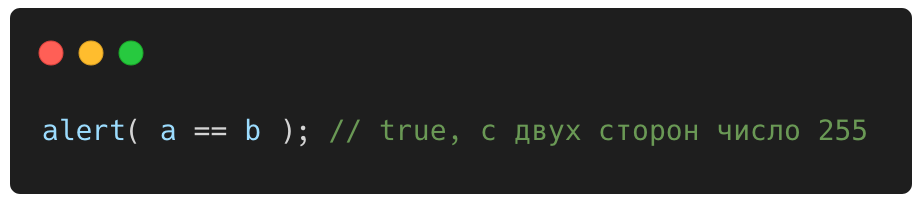 alert( a == b ); // true, с двух сторон число 255